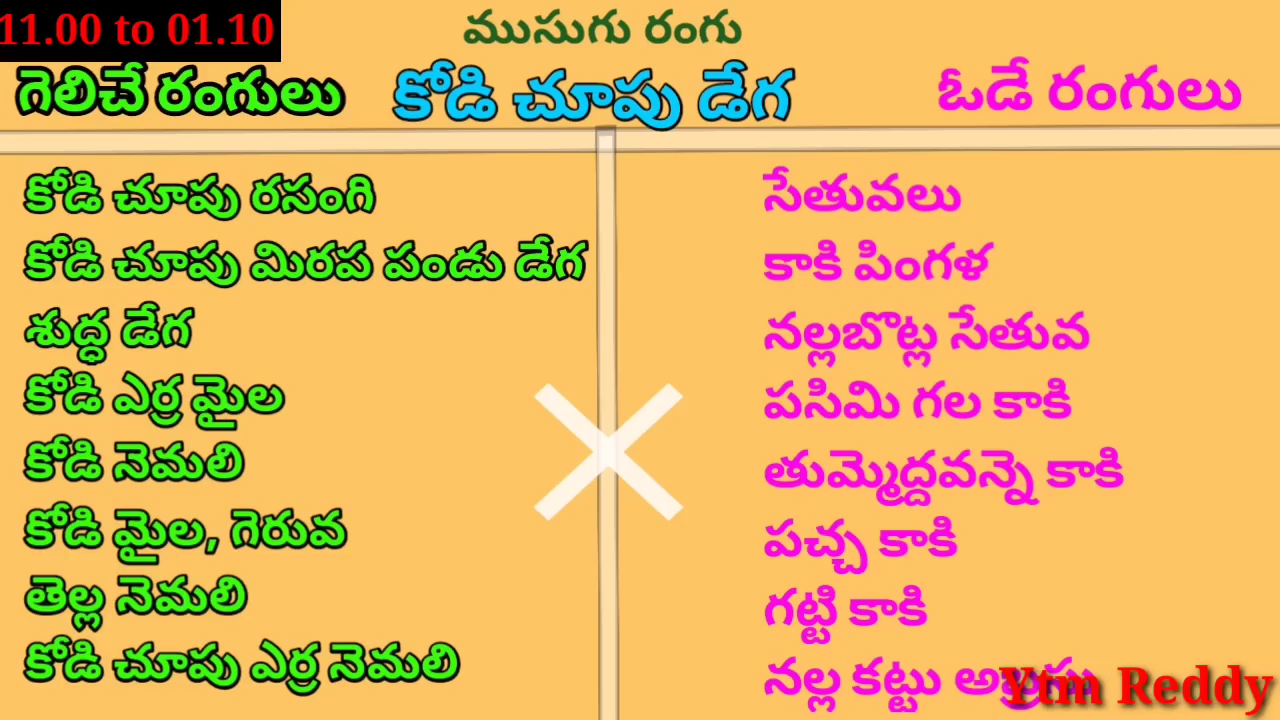 11.00 to 01.10
ముసుగు రంగు
గెలిచే రంగులు
కోడి చూపు డేగ
ఓడే రంగులు
కోడి చూపు రసంగి
కోడి చూపు మిరప పండు డేగ
శుద్ధ డేగ
కోడి ఎర్ర మైల
కోడి నెమలి
కోడి మైల, గెరువ
తెల్ల నెమలి
కోడి చూపు ఎర్ర నెమలి
సేతువలు
కాకి పింగళ
నల్లబొట్ల సేతువ
పసిమి గల కాకి
తుమ్మెద్దవన్నె కాకి
పచ్చ కాకి
గట్టి కాకి
నల్ల కట్టు
Ytm Reddy